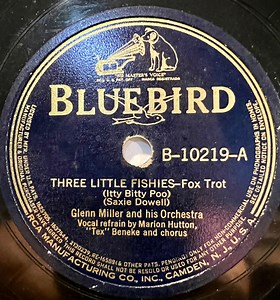 "HIS MASTER'S VOICE"
BLUEBIRD
B-10219-A
THREE LITTLE FISHIES—Fox Trot
(Itty Bitty Poo)
(Saxie Dowell)
Glenn Miller and his Orchestra
Vocal refrain by Marion Hutton,
"Tex" Beneke and chorus
RCA MANUFACTURING CO., INC., CAMDEN, N.J., U.S.A.